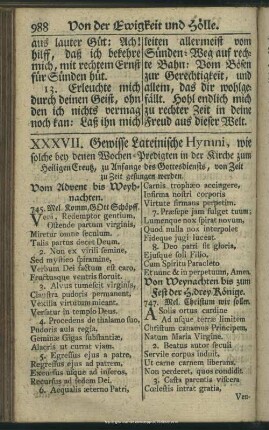 988 Von der Ewigkeit und Hölle.
aus lauter Güt: Ach!
hilff, daß ich bekehre
mich, mit rechtem Ernst
für Sünden hüt.
13. Erleuchte mich
durch deinen Geist, ohn
den ich nichts vermag
noch kan: Laß ihn mich
leiten allermeist vom
Sünden-Weg auf rech-
te Bahn: Vom Bösen
zur Gerechtigkeit, und
allein, das dir wohlge-
fällt. Hohl endlich mich
zu rechter Zeit in deine
Freud aus dieser Welt.
XXXVII. Gewisse Lateinische Hymni, wie
solche bey denen Wochen-Predigten in der Kirche zum
Heiligen Creutz, zu Anfange des Gottesdiensts, von Zeit
zu Zeit gesungen werden.
Vom Advent bis Weyh-
nachten.
745. Mel. Komm, GOtt Schöpff.
Veni, Redemptor gentium,
Ostende partum virginis,
Miretur omne seculum,
Talis partus decet Deum.
2. Non ex virili semine,
Sed mystico spiramine,
Verbum Dei factum est caro,
Fructusque ventris floruit.
3. Alvus tumescit virginis,
Claustra pudoris permanent,
Vexilla virtutum micant,
Versatur in templo Deus.
4. Procedens de thalamo suo,
Pudoris aula regia,
Geminæ Gigas substantiæ,
Alacris ut currat viam.
5. Egressus ejus a patre,
Regressus ejus ad patrem,
Excursus usque ad inferos,
Recursus ad sedem Dei.
6. Aequalis æterno Patri,
Carnis trophæo accingere,
Infirma nostri corporis
Virtute firmans perpetim.
7. Præsepe jam fulget tuum,
Lumenque nox spirat novum,
Quod nulla nox interpolet
Fideque jugi luceat.
8. Deo patri sit gloria,
Ejusque soli Filio,
Cum Spiritu Paracleto
Et nunc & in perpetuum, Amen.
Von Weynachten bis zum
Fest der H. drey Könige.
747. Mel. Christum wir sollen.
A Solis ortus cardine
Ad usque terræ limitem
Christum canamus Principem,
Natum Maria Virgine.
2. Beatus autor seculi
Servile corpus induit,
Ut carne carnem liberans,
Non perderet, quos condidit.
3. Casta parentis viscera
Cœlestis intrat gratia,
Ven-